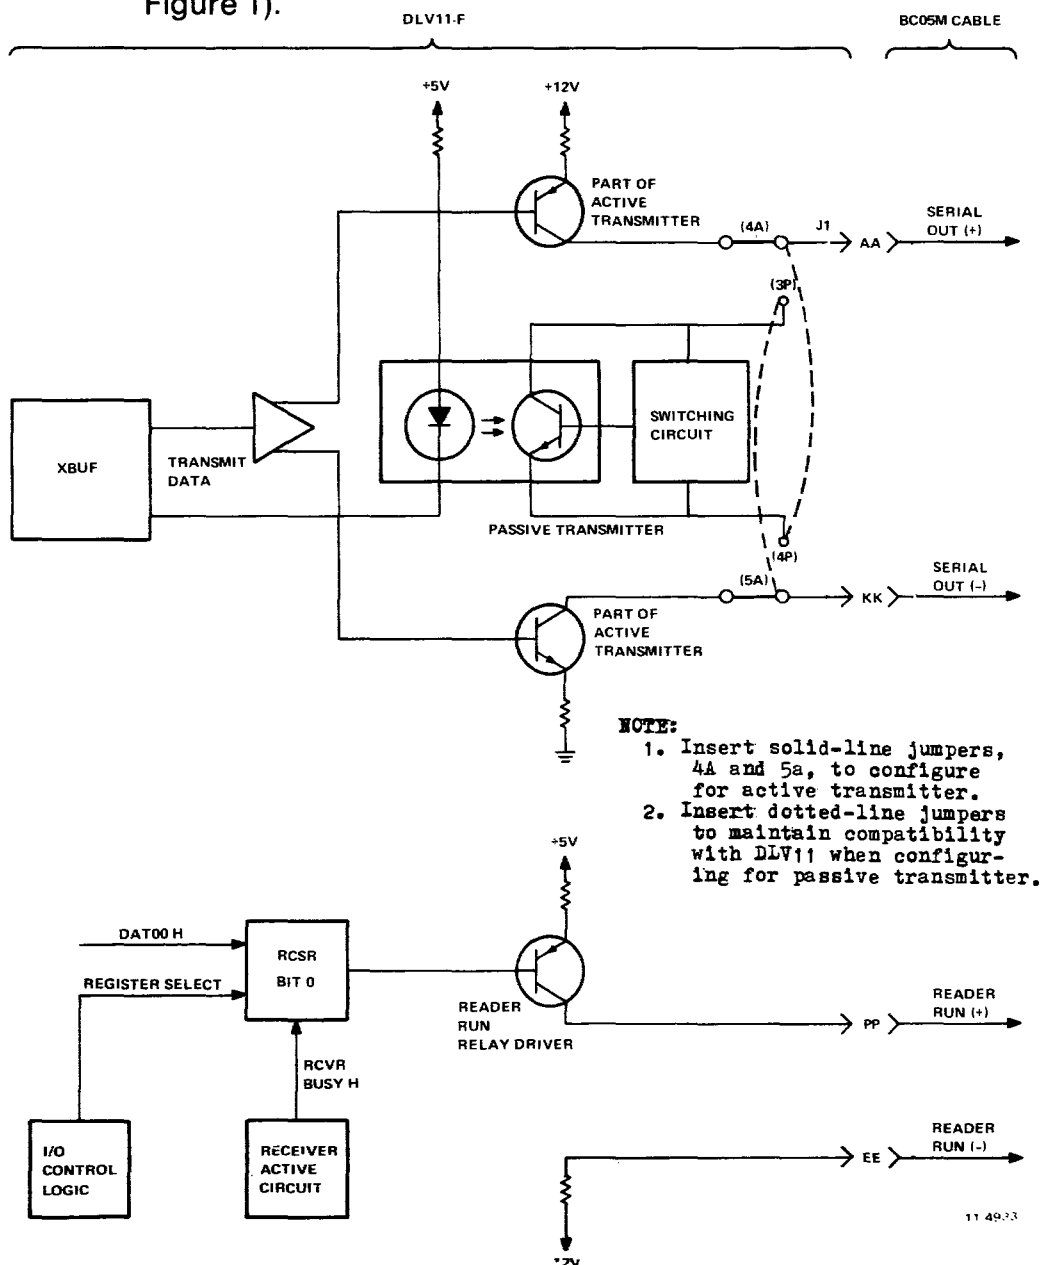 Figure 1).
DLV11-F
BC05M CABLE
+5V
+12V
PART OF
ACTIVE
TRANSMITTER
(4A)
J1
AA
SERIAL
OUT (+)
(3P)
XBUF
TRANSMIT
DATA
SWITCHING
CIRCUIT
PASSIVE TRANSMITTER
(4P)
(5A)
KK
SERIAL
OUT (-)
PART OF
ACTIVE
TRANSMITTER
NOTE:
1. Insert solid-line jumpers,
4A and 5a, to configure
for active transmitter.
2. Insert dotted-line jumpers
to maintain compatibility
with DLV11 when configur-
ing for passive transmitter.
+5V
DAT00 H
REGISTER SELECT
RCSR
BIT 0
READER
RUN
RELAY DRIVER
PP
READER
RUN (+)
RCVR
BUSY H
I/O
CONTROL
LOGIC
RECEIVER
ACTIVE
CIRCUIT
EE
READER
RUN (-)
11-4933